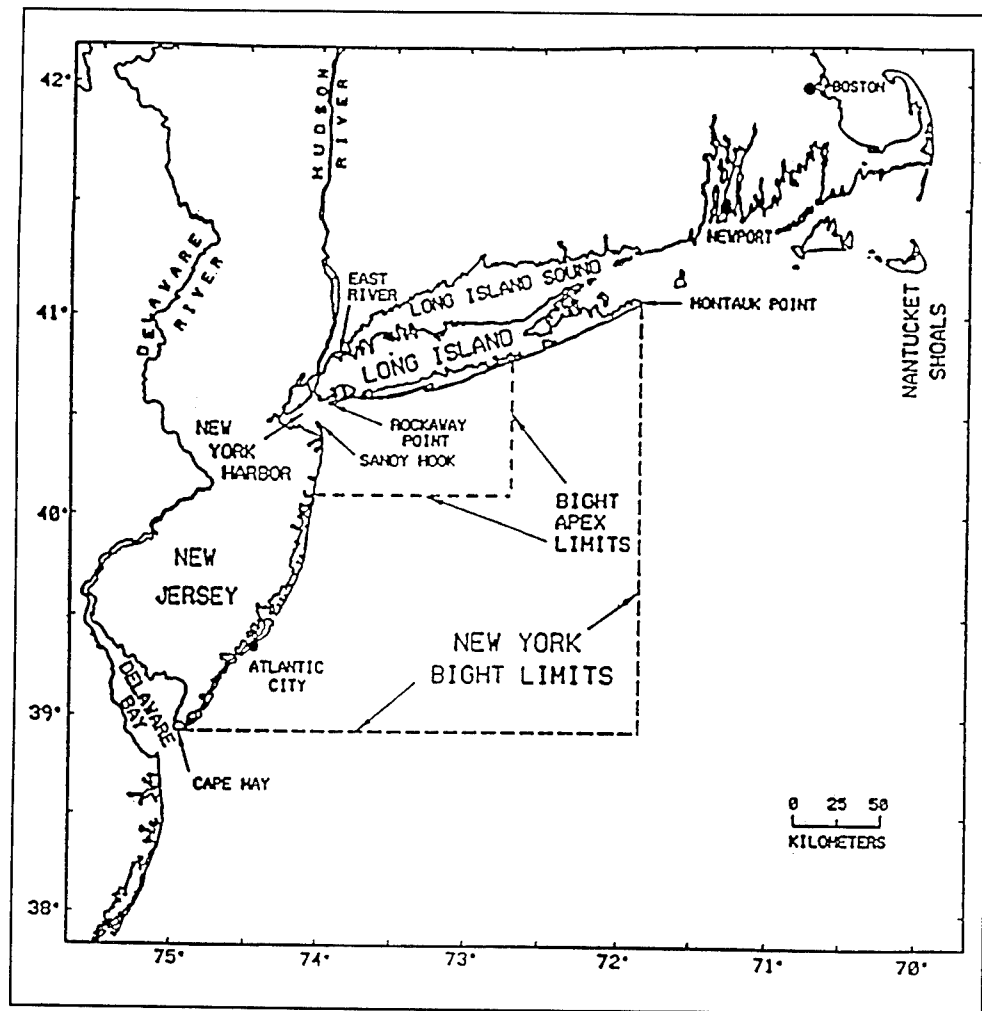 42°
HUDSON
RIVER
BOSTON
DELAWARE
RIVER
NEWPORT
EAST
RIVER
LONG ISLAND SOUND
41°
MONTAUK POINT
NANTUCKET
SHOALS
LONG ISLAND
NEW
YORK
HARBOR
ROCKAWAY
POINT
SANDY HOOK
40°
BIGHT
APEX
LIMITS
NEW
JERSEY
NEW YORK
BIGHT LIMITS
ATLANTIC
CITY
39°
DELAWARE
BAY
CAPE MAY
0 25 50
KILOMETERS
38°
75° 74° 73° 72° 71° 70°